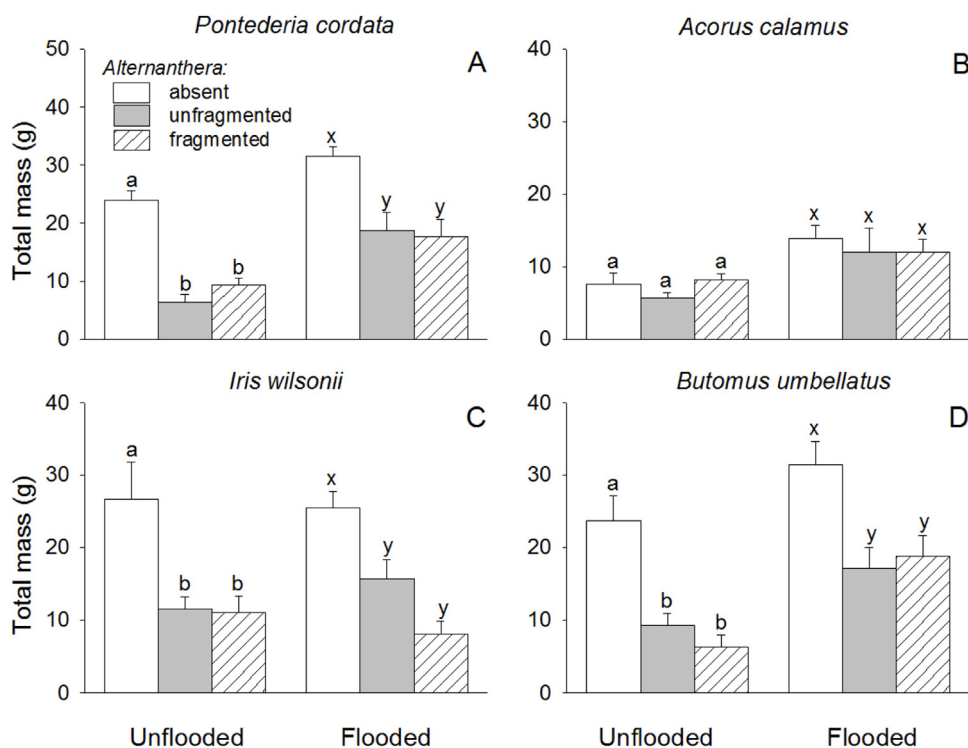 Pontederia cordata
A
Alternanthera:
absent
unfragmented
fragmented
Total mass (g)
50
40
30
20
10
0
a
b
b
x
y
y
Acorus calamus
B
40
30
20
10
0
a
a
a
x
x
x
Iris wilsonii
C
Total mass (g)
40
30
20
10
0
a
b
b
x
y
y
Unflooded
Flooded
Butomus umbellatus
D
40
30
20
10
0
a
b
b
x
y
y
Unflooded
Flooded